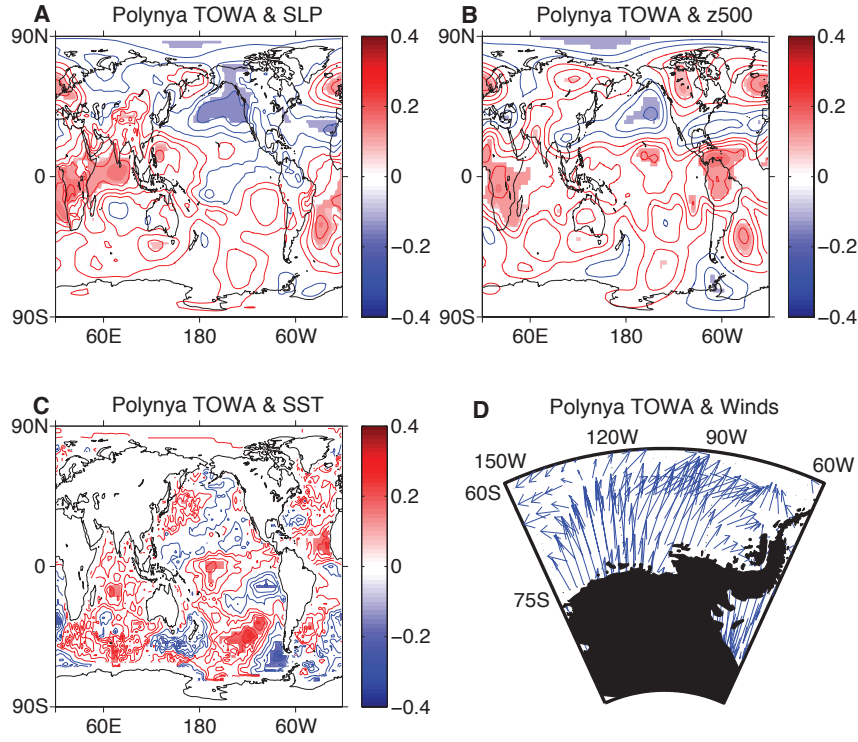 A
Polynya TOWA & SLP
90N
0
90S
60E
180
60W
0.4
0.2
0
−0.2
−0.4
B
Polynya TOWA & z500
90N
0
90S
60E
180
60W
0.4
0.2
0
−0.2
−0.4
C
Polynya TOWA & SST
90N
0
90S
60E
180
60W
0.4
0.2
0
−0.2
−0.4
D
Polynya TOWA & Winds
150W
120W
90W
60W
60S
75S